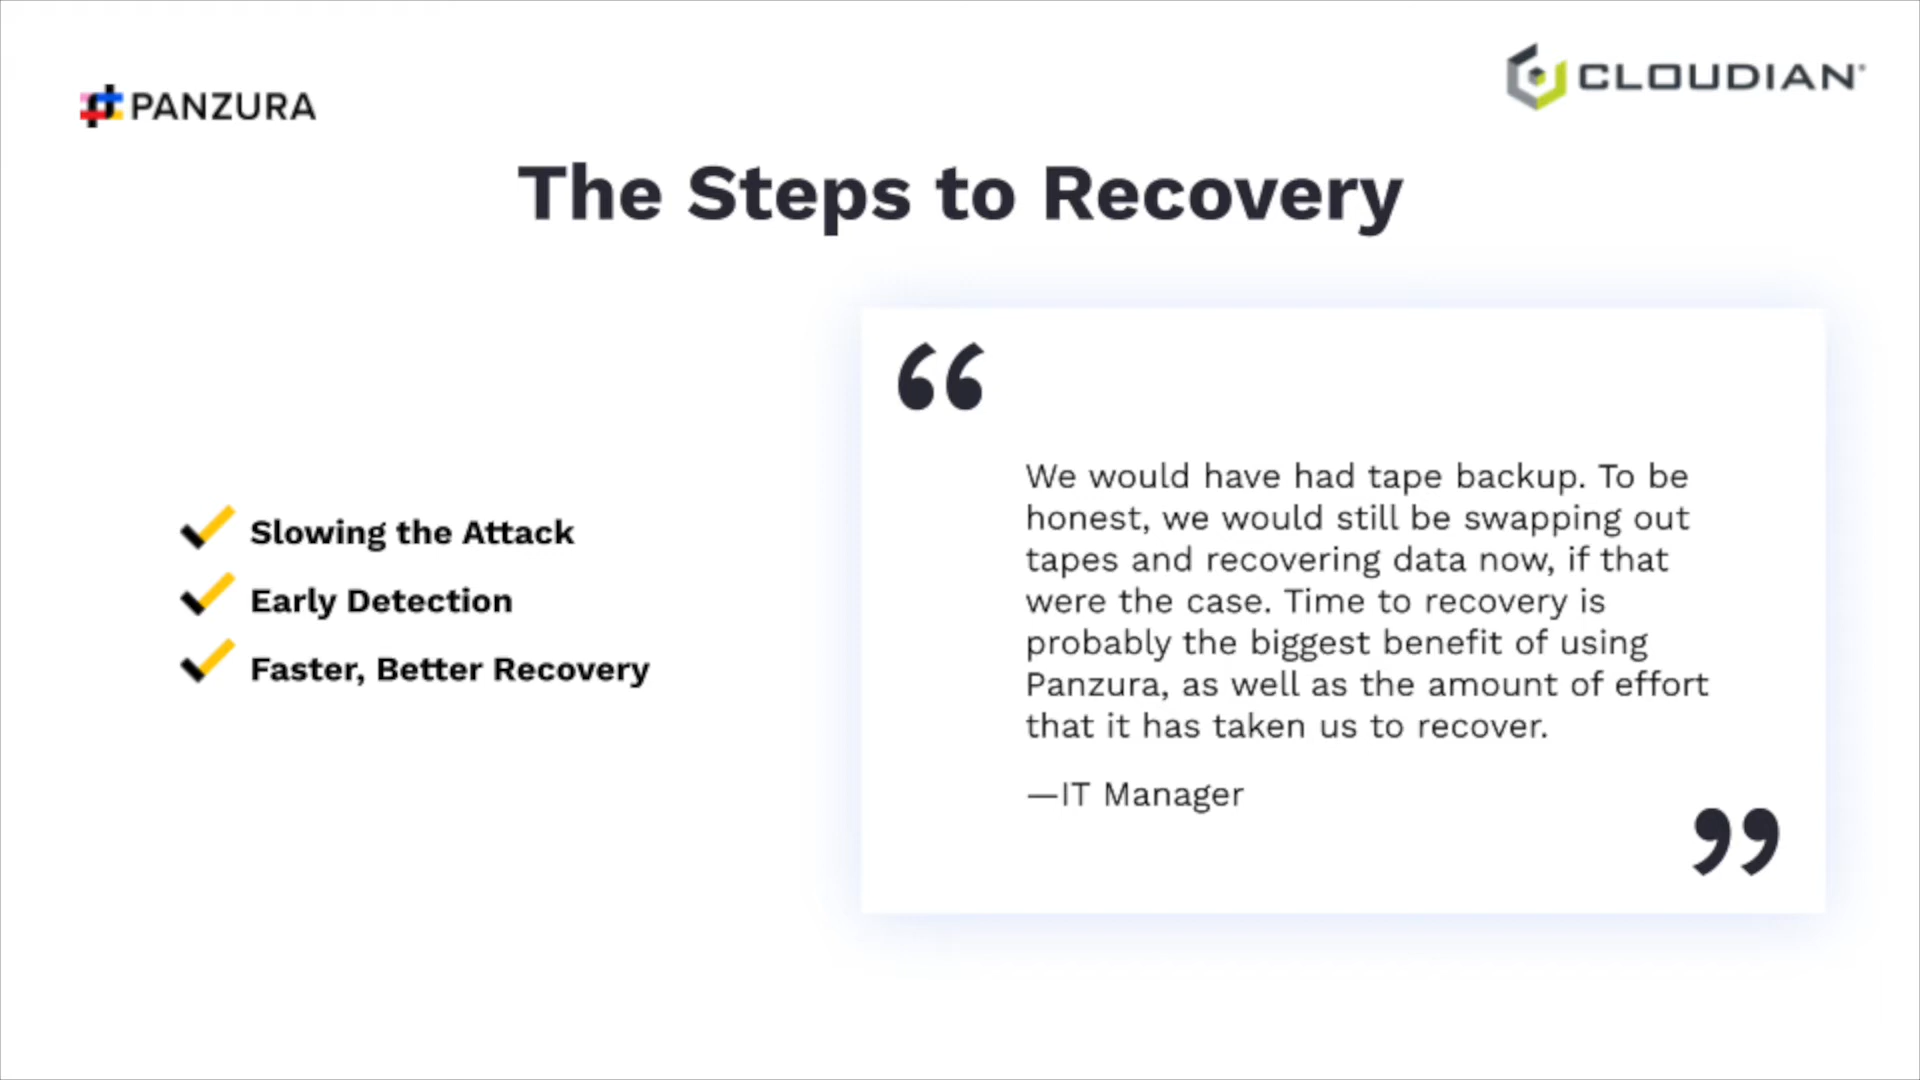 PANZURA
CLOUDIAN®
The Steps to Recovery
Slowing the Attack
Early Detection
Faster, Better Recovery
“
We would have had tape backup. To be
honest, we would still be swapping out
tapes and recovering data now, if that
were the case. Time to recovery is
probably the biggest benefit of using
Panzura, as well as the amount of effort
that it has taken us to recover.
—IT Manager
”